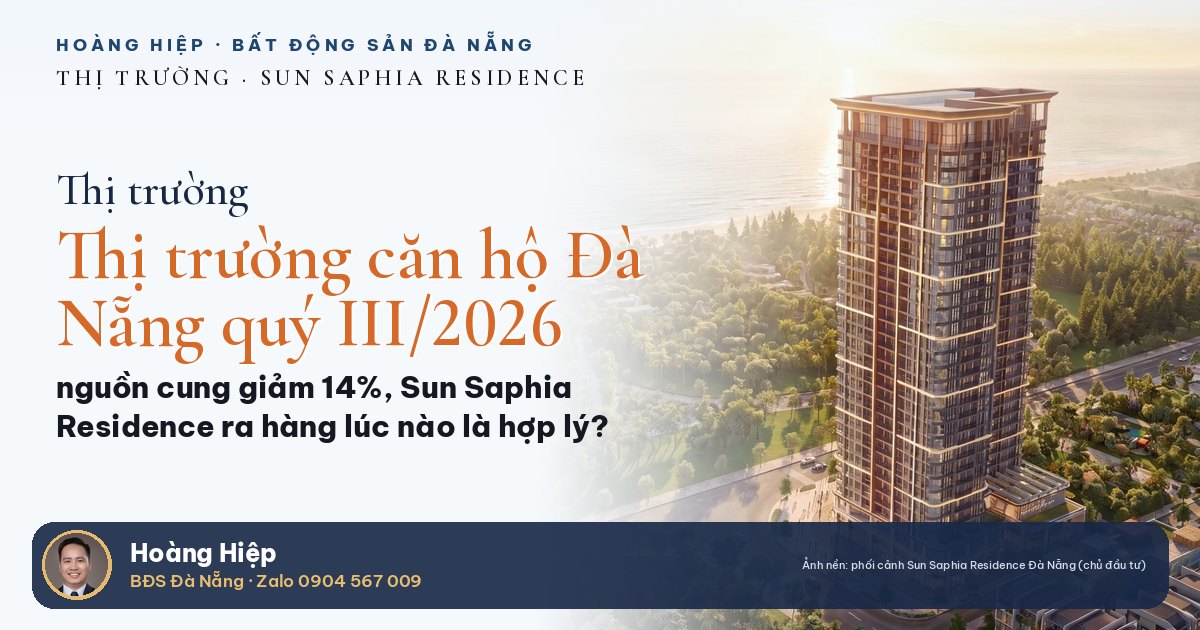 HOÀNG HIỆP · BẤT ĐỘNG SẢN ĐÀ NẴNG
THỊ TRƯỜNG · SUN SAPHIA RESIDENCE
Thị trường
Thị trường căn hộ Đà
Nẵng quý III/2026
nguồn cung giảm 14%, Sun Saphia
Residence ra hàng lúc nào là hợp lý?
Hoàng Hiệp
BĐS Đà Nẵng · Zalo 0904 567 009
Ảnh nền: phối cảnh Sun Saphia Residence Đà Nẵng (chủ đầu tư)